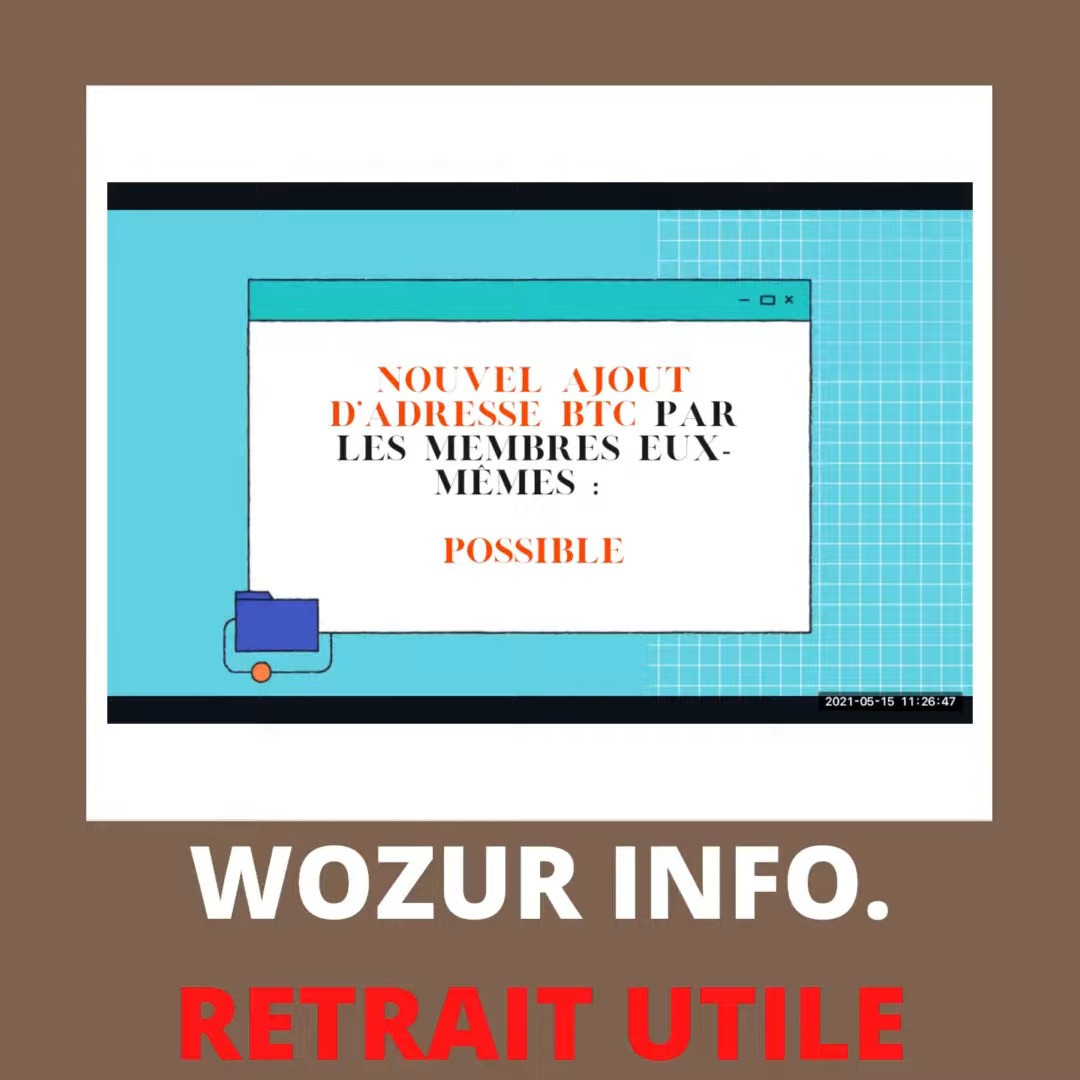 NOUVEL AJOUT
D'ADRESSE BTC PAR
LES MEMBRES EUX-
MÊMES :
POSSIBLE
2021-05-15 11:26:47
WOZUR INFO.
RETRAIT UTILE